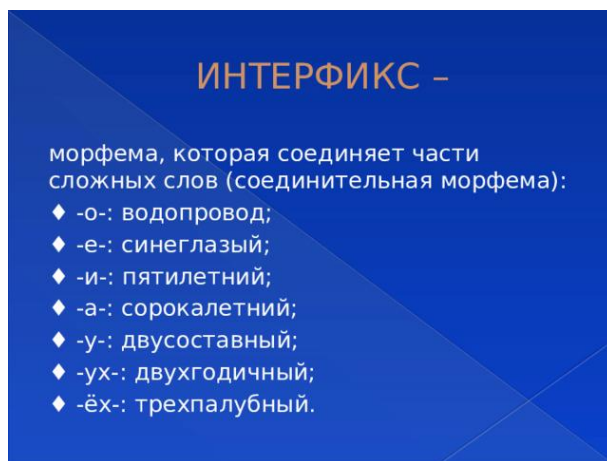 ИНТЕРФИКС –
морфема, которая соединяет части
сложных слов (соединительная морфема):
♦ -о-: водопровод;
♦ -е-: синеглазый;
♦ -и-: пятилетний;
♦ -а-: сорокалетний;
♦ -у-: двусоставный;
♦ -ух-: двухгодичный;
♦ -ёх-: трехпалубный.